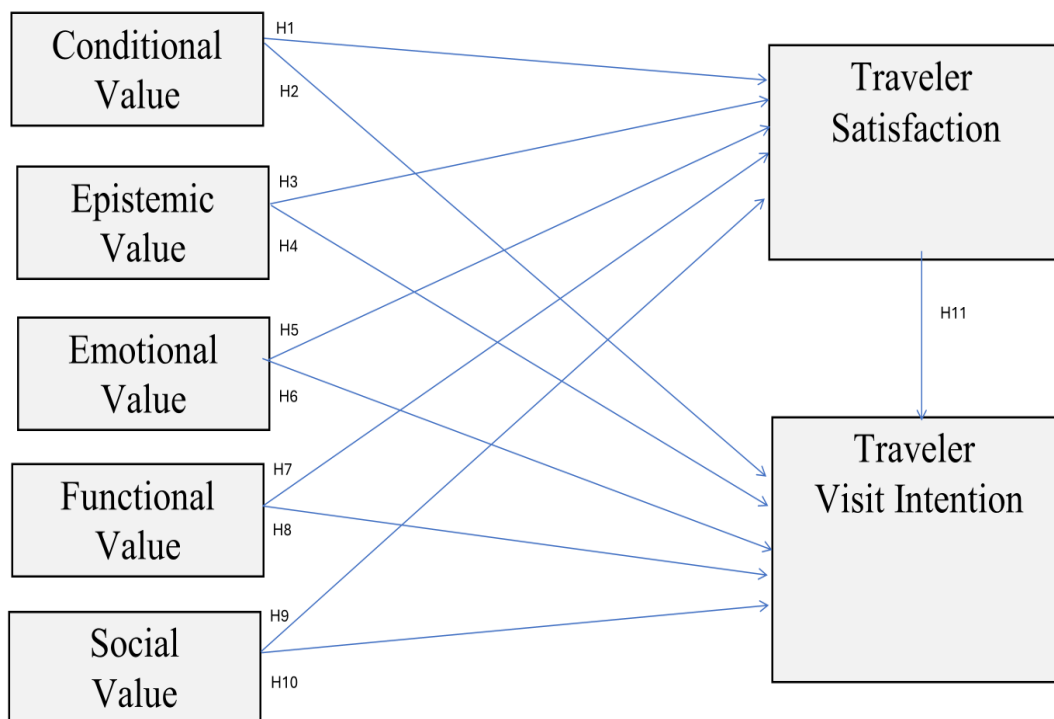 Conditional
Value
H1
H2
Epistemic
Value
H3
H4
Emotional
Value
H5
H6
Functional
Value
H7
H8
Social
Value
H9
H10
Traveler
Satisfaction
H11
Traveler
Visit Intention